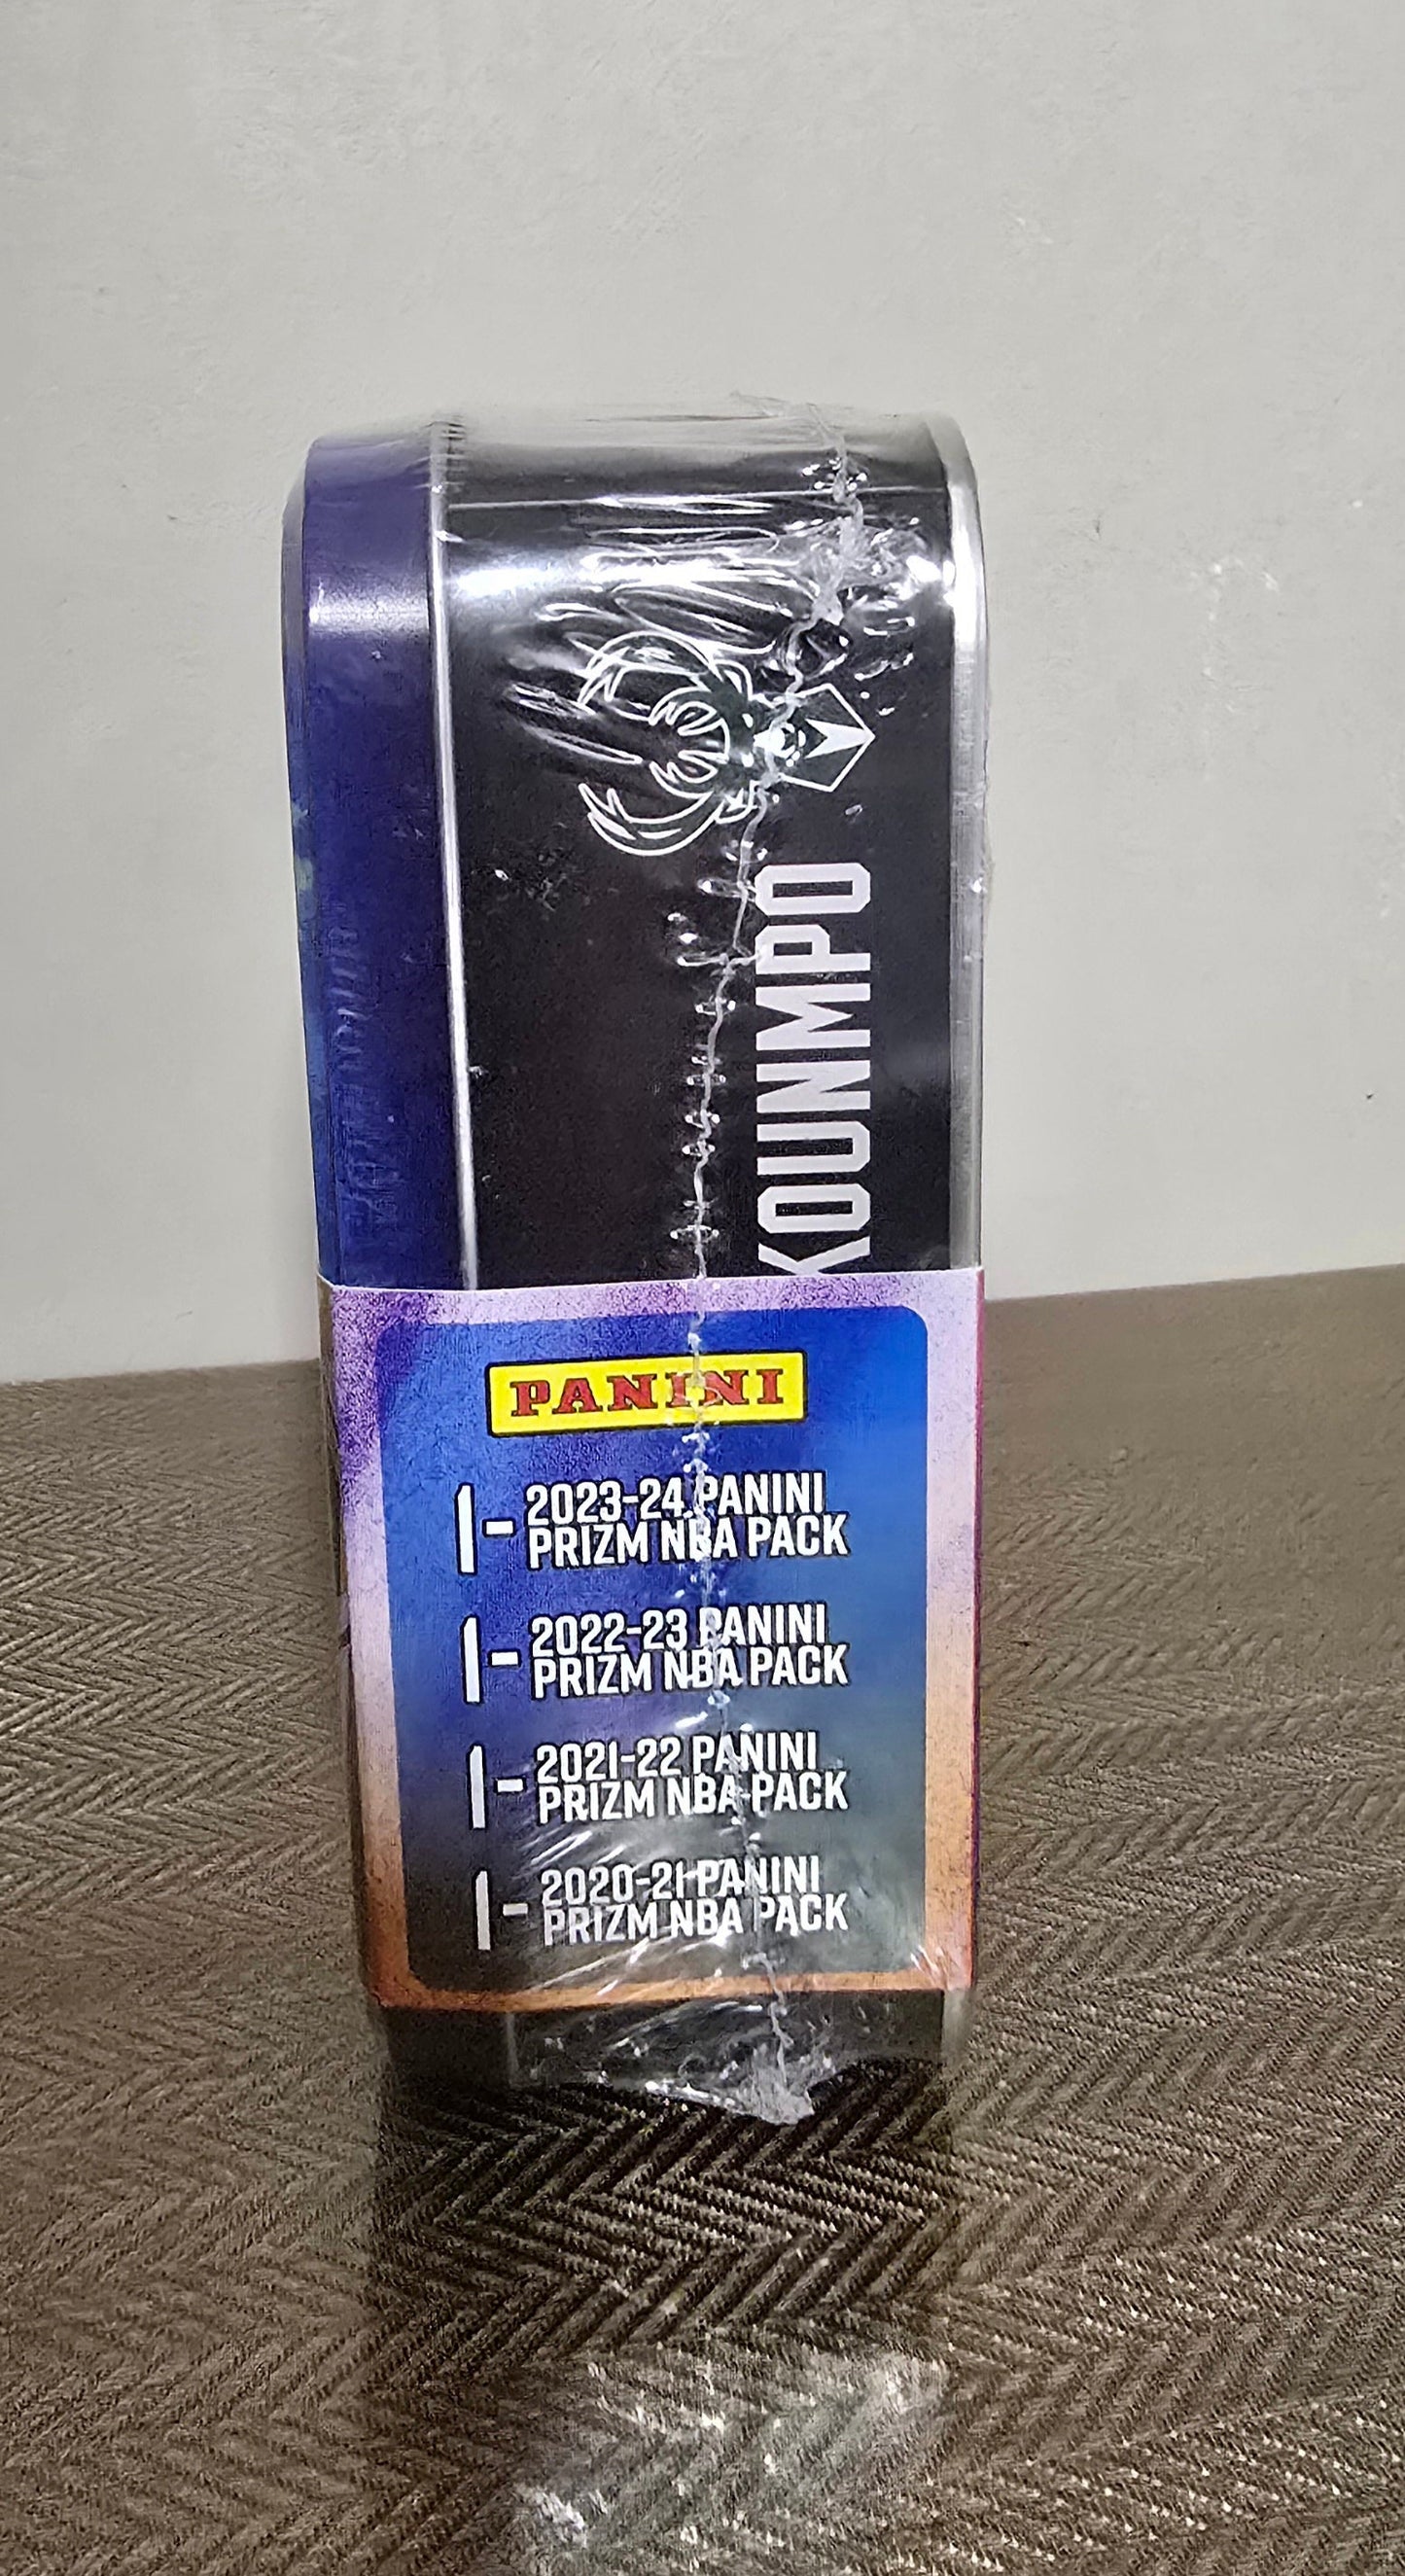 KOUNMPO
PANINI
1- 2023-24 PANINI
PRIZM NBA PACK
1- 2022-23 PANINI
PRIZM NBA PACK
1- 2021-22 PANINI
PRIZM NBA PACK
1- 2020-21 PANINI
PRIZM NBA PACK